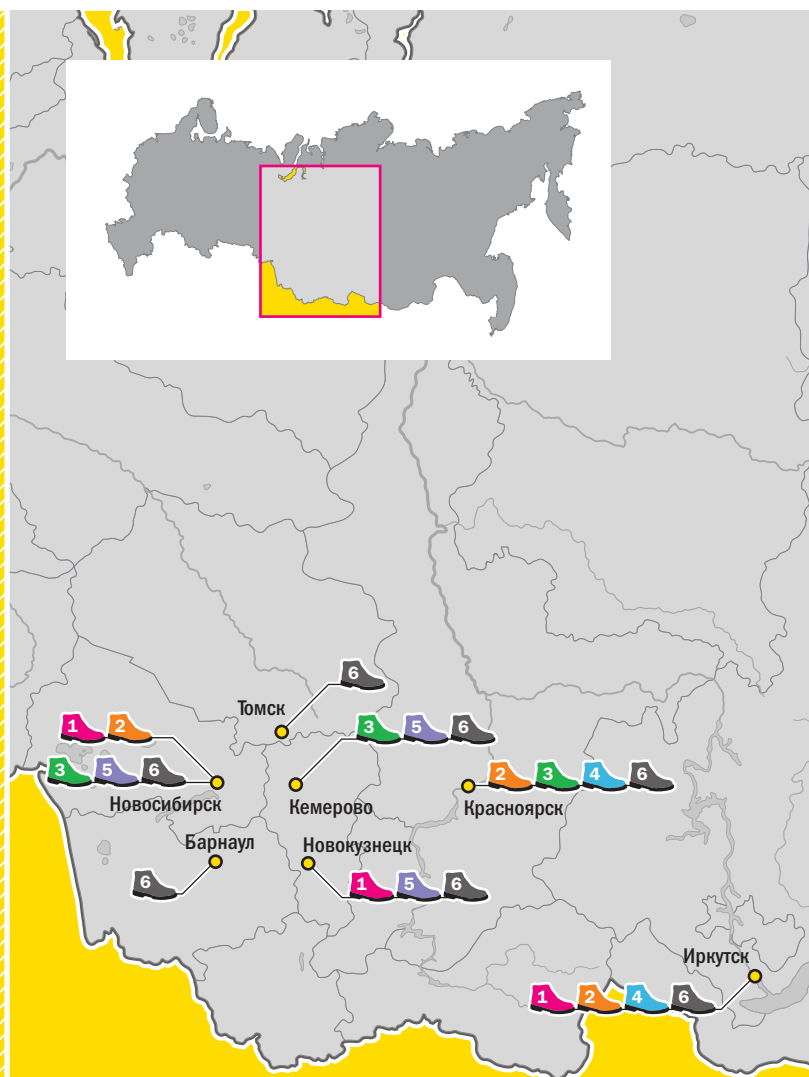 6
Томск
1 2
3 5 6
3 5 6
2 3 4 6
Новосибирск
Кемерово
Красноярск
Барнаул
Новокузнецк
6
1 5 6
Иркутск
1 2 4 6